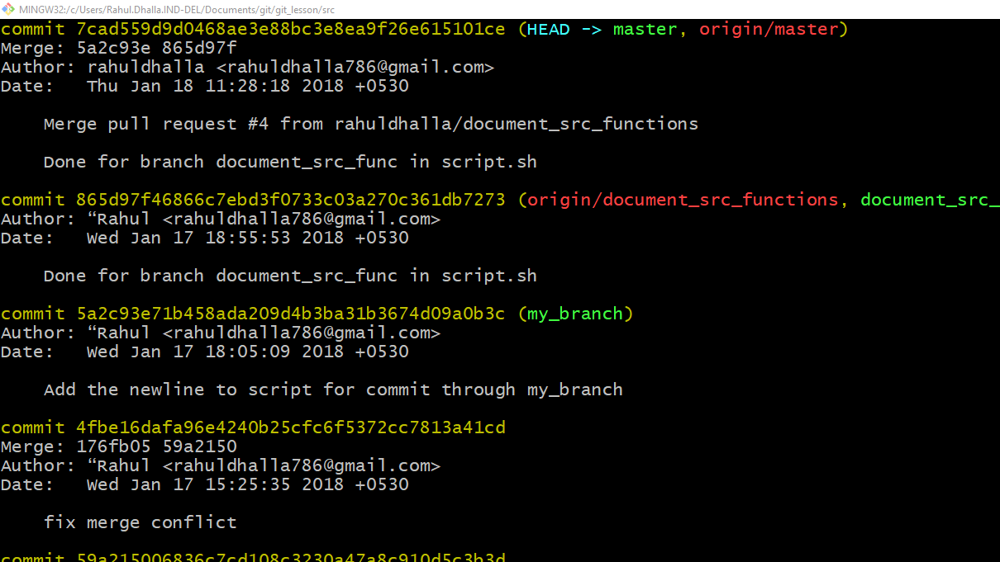 MINGW32:/c/Users/Rahul.Dhalla.IND-DEL/Documents/git/git_lesson/src
commit 7cad559d9d0468ae3e88bc3e8ea9f26e615101ce (HEAD -> master, origin/master)
Merge: 5a2c93e 865d97f
Author: rahuldhalla <rahuldhalla786@gmail.com>
Date:   Thu Jan 18 11:28:18 2018 +0530
    Merge pull request #4 from rahuldhalla/document_src_functions
    Done for branch document_src_func in script.sh
commit 865d97f46866c7ebd3f0733c03a270c361db7273 (origin/document_src_functions, document_src_
Author: “Rahul <rahuldhalla786@gmail.com>
Date:   Wed Jan 17 18:55:53 2018 +0530
    Done for branch document_src_func in script.sh
commit 5a2c93e71b458ada209d4b3ba31b3674d09a0b3c (my_branch)
Author: “Rahul <rahuldhalla786@gmail.com>
Date:   Wed Jan 17 18:05:09 2018 +0530
    Add the newline to script for commit through my_branch
commit 4fbe16dafa96e4240b25cfc6f5372cc7813a41cd
Merge: 176fb05 59a2150
Author: “Rahul <rahuldhalla786@gmail.com>
Date:   Wed Jan 17 15:25:35 2018 +0530
    fix merge conflict
commit 59a215006836c7cd108c3230a47a8c910d5c3b3d